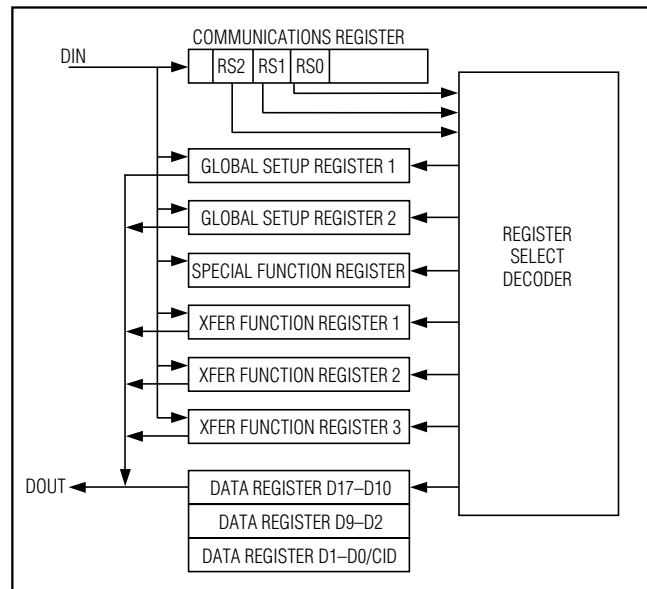 COMMUNICATIONS REGISTER
DIN
RS2 RS1 RS0
GLOBAL SETUP REGISTER 1
GLOBAL SETUP REGISTER 2
SPECIAL FUNCTION REGISTER
XFER FUNCTION REGISTER 1
XFER FUNCTION REGISTER 2
XFER FUNCTION REGISTER 3
REGISTER
SELECT
DECODER
DOUT
DATA REGISTER D17–D10
DATA REGISTER D9–D2
DATA REGISTER D1–D0/CID